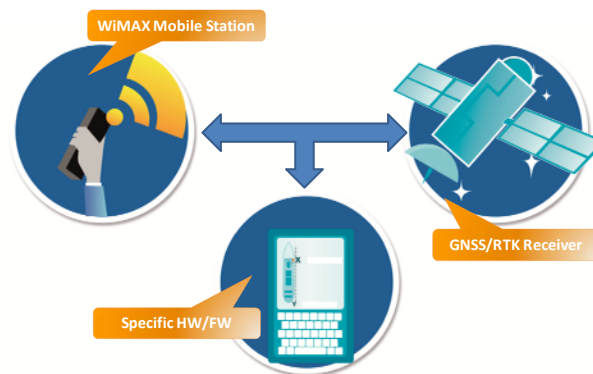 WiMAX Mobile Station
GNSS/RTK Receiver
Specific HW/FW
X